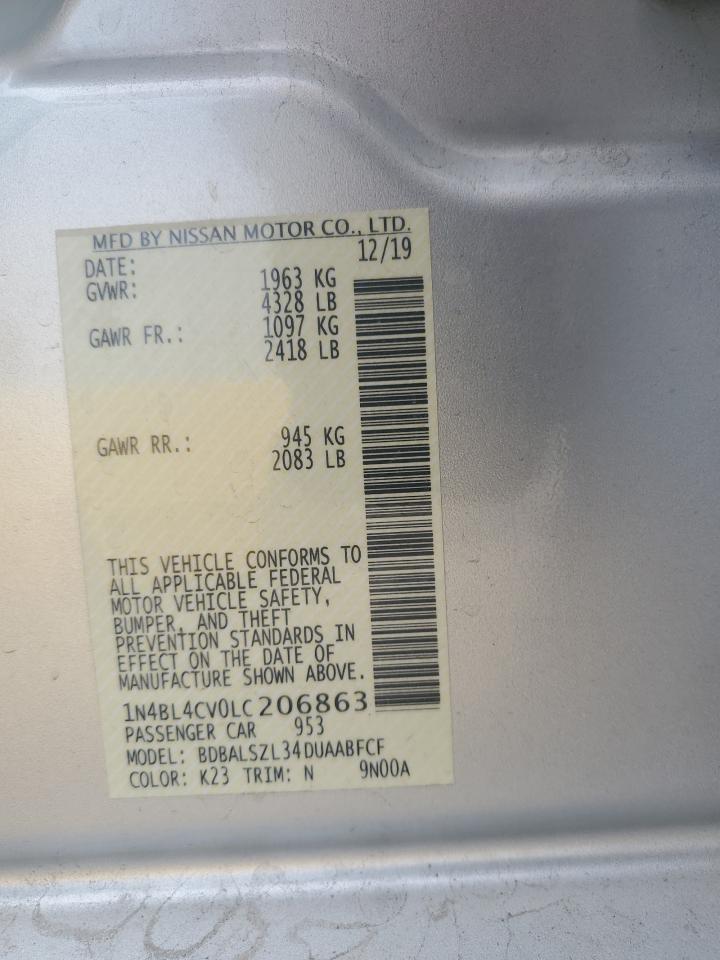 MFD BY NISSAN MOTOR CO., LTD.
DATE: 12/19
GVWR: 1963 KG
4328 LB
GAWR FR.: 1097 KG
2418 LB
GAWR RR.: 945 KG
2083 LB
THIS VEHICLE CONFORMS TO
ALL APPLICABLE FEDERAL
MOTOR VEHICLE SAFETY,
BUMPER, AND THEFT
PREVENTION STANDARDS IN
EFFECT ON THE DATE OF
MANUFACTURE SHOWN ABOVE.
1N4BL4CV0LC206863
PASSENGER CAR 953
MODEL: BDBALSZL34DUAABFCF
COLOR: K23 TRIM: N 9N00A